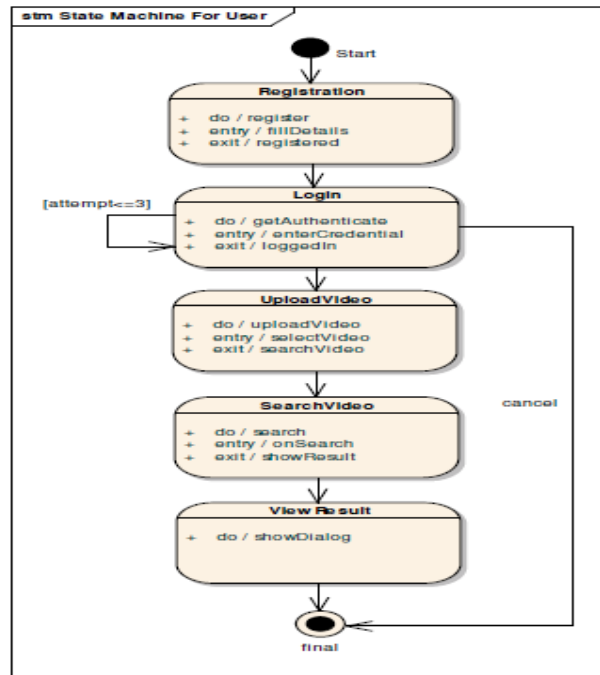 stm State Machine For User
Start
Registration
+ do / register
+ entry / fillDetails
+ exit / registered
[attempt<=3]
Login
+ do / getAuthenticate
+ entry / enterCredential
+ exit / loggedIn
UploadVideo
+ do / uploadVideo
+ entry / selectVideo
+ exit / searchVideo
cancel
SearchVideo
+ do / search
+ entry / onSearch
+ exit / showResult
View Result
+ do / showDialog
final